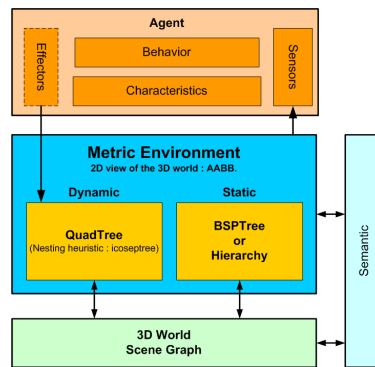 Agent
Effectors
Behavior
Characteristics
Sensors
Metric Environment
2D view of the 3D world : AABB.
Dynamic
Static
QuadTree
(Nesting heuristic : icoseptree)
BSPTree
or
Hierarchy
Semantic
3D World
Scene Graph